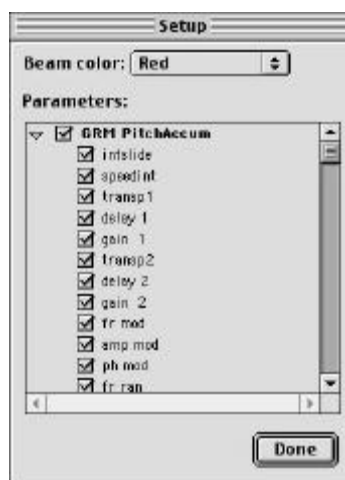 Setup
Beam color: Red
Parameters:
GRM PitchAccum
intslide
speedint
transp1
delay 1
gain 1
transp2
delay 2
gain 2
fr mod
amp mod
ph mod
fr ran
Done